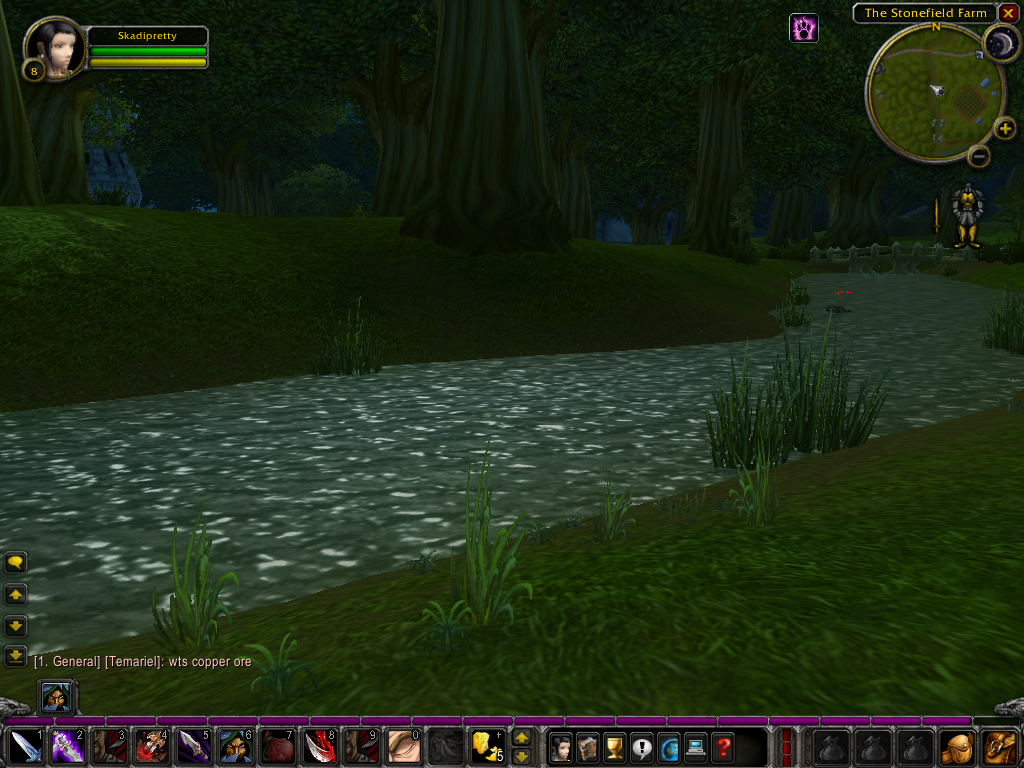 Skadipretty
8
The Stonefield Farm
N
[1. General] [Temariel]: wts copper ore
1 2 3 4 5 6 7 8 9 0
5